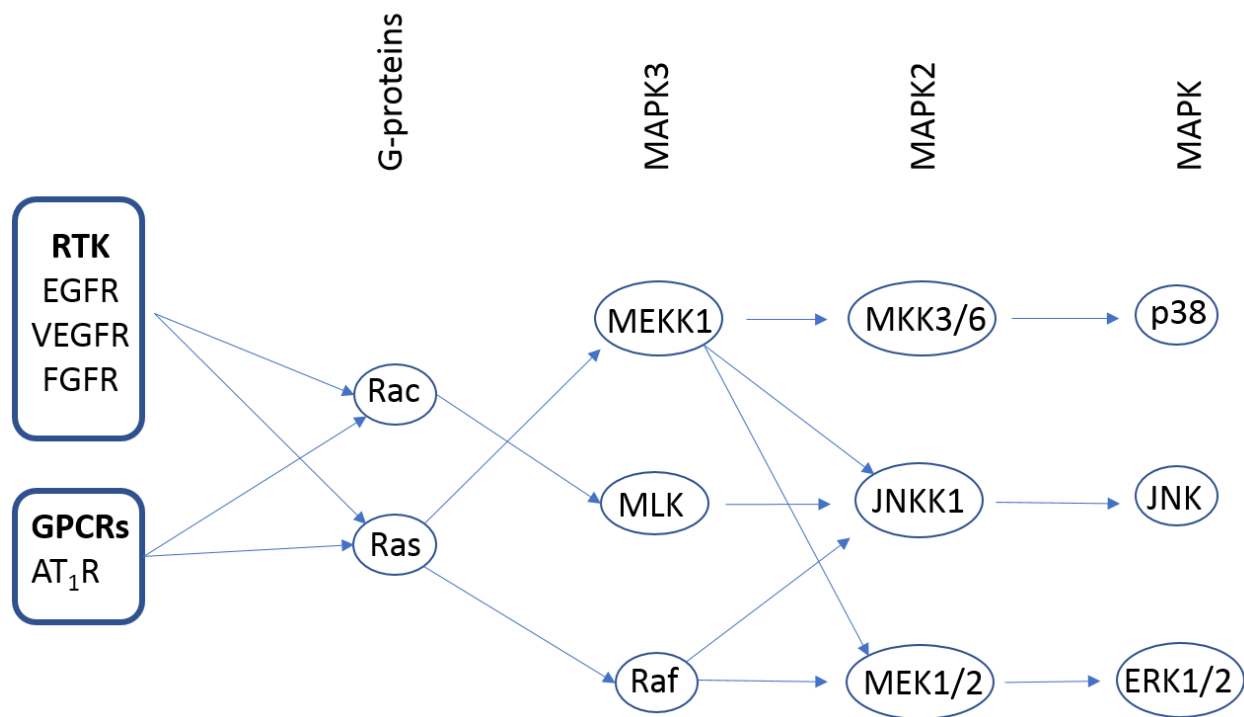 G-proteins
MAPK3
MAPK2
MAPK
RTK
EGFR
VEGFR
FGFR
GPCRs
AT₁R
Rac
Ras
MEKK1
MLK
Raf
MKK3/6
JNKK1
MEK1/2
p38
JNK
ERK1/2